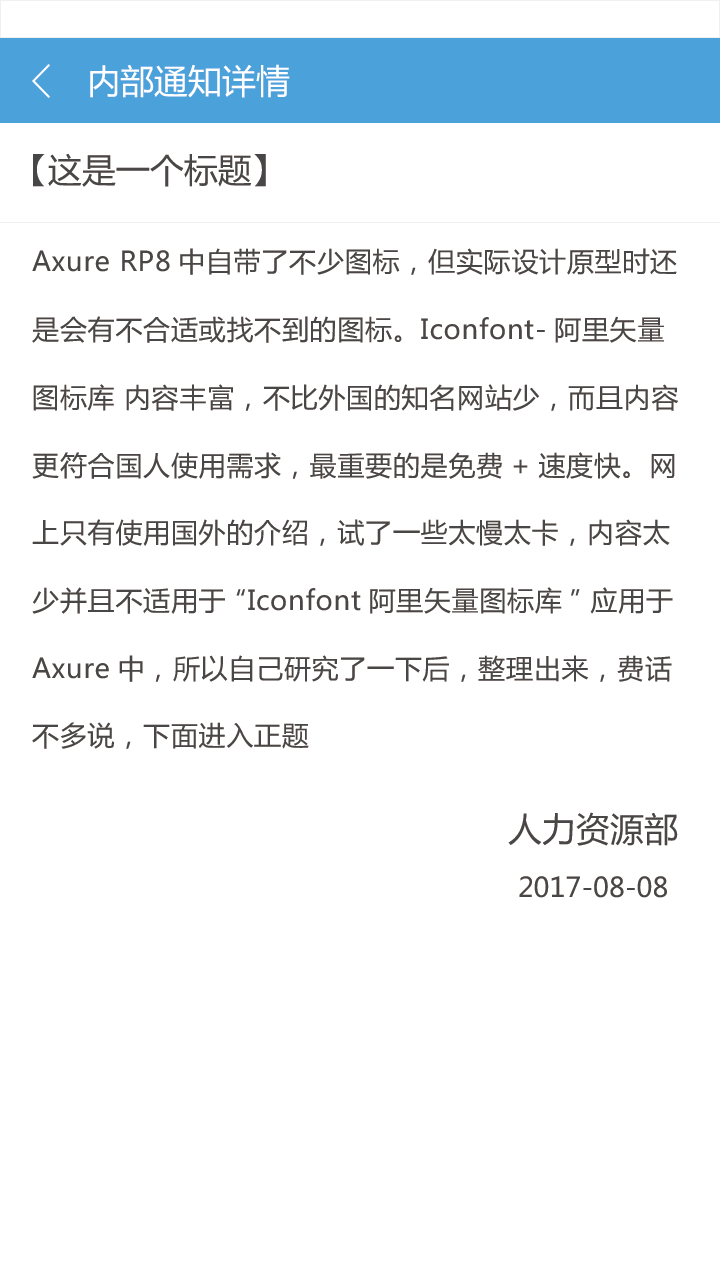 内部通知详情
【这是一个标题】
Axure RP8 中自带了不少图标，但实际设计原型时还
是会有不合适或找不到的图标。Iconfont- 阿里矢量
图标库 内容丰富，不比外国的知名网站少，而且内容
更符合国人使用需求，最重要的是免费 + 速度快。网
上只有使用国外的介绍，试了一些太慢太卡，内容太
少并且不适用于 “Iconfont 阿里矢量图标库 ” 应用于
Axure 中，所以自己研究了一下后，整理出来，费话
不多说，下面进入正题
人力资源部
2017-08-08